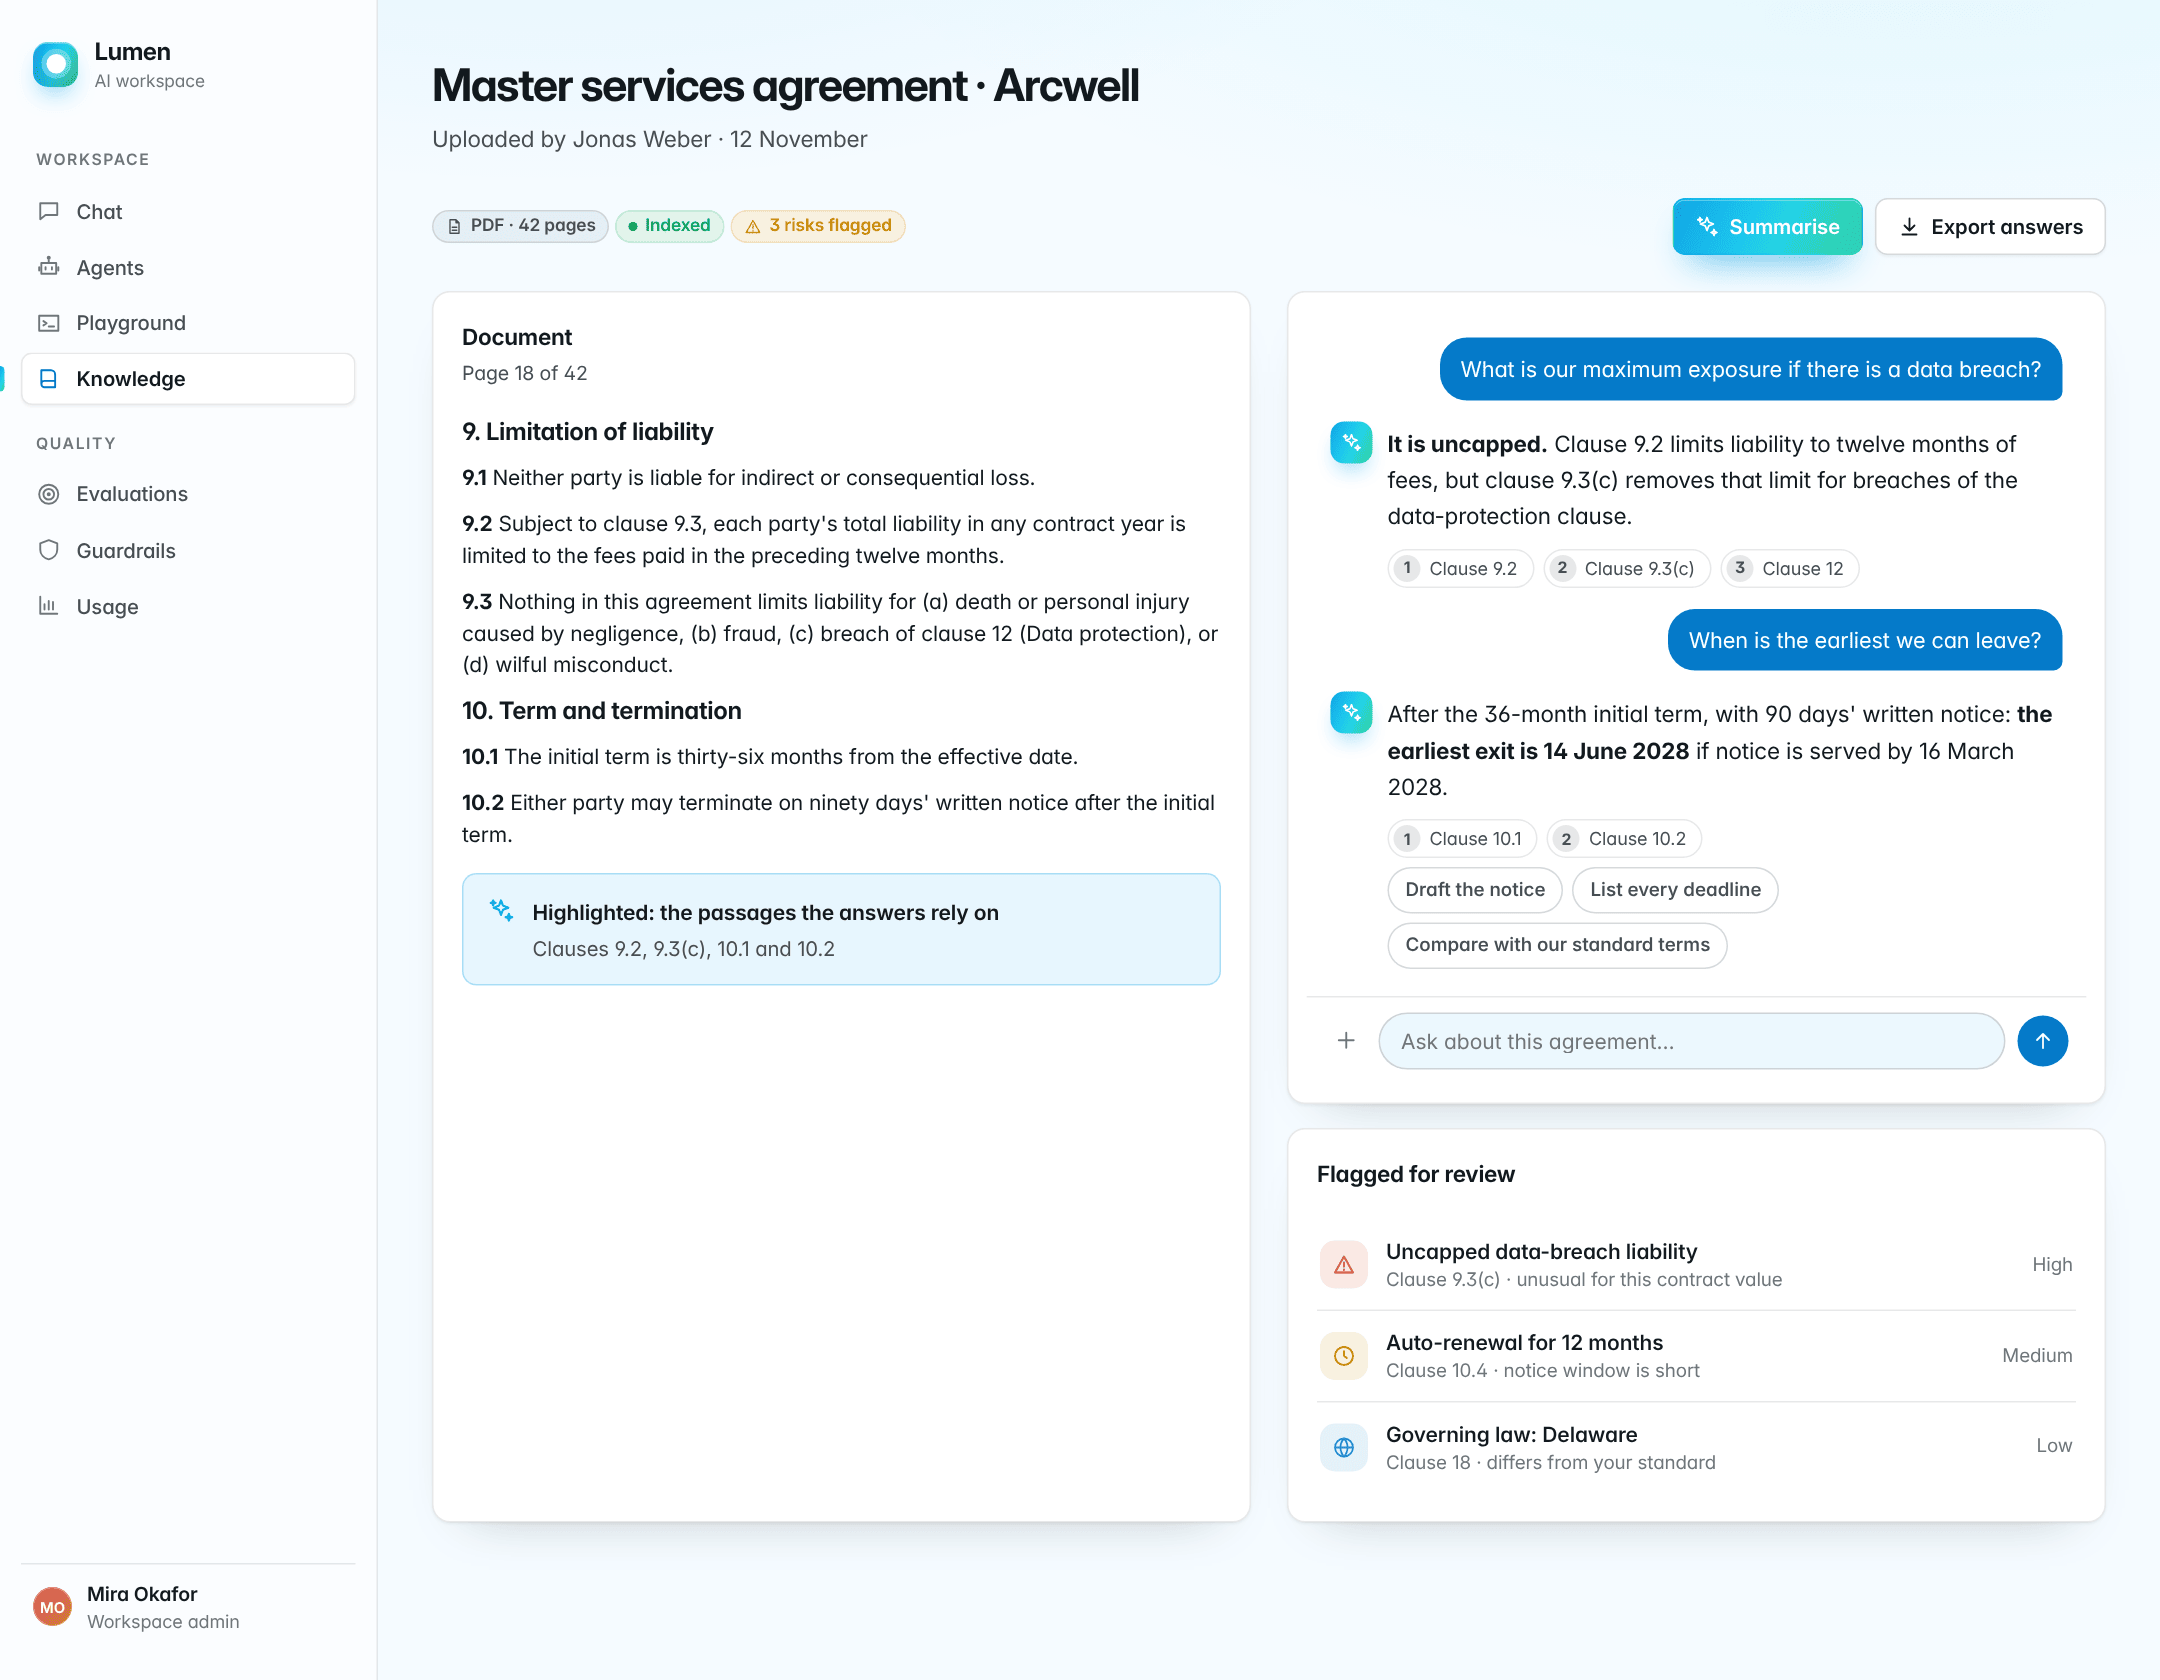 Lumen
AI workspace
WORKSPACE
Chat
Agents
Playground
Knowledge
QUALITY
Evaluations
Guardrails
Usage
MO
Mira Okafor
Workspace admin
Master services agreement · Arcwell
Uploaded by Jonas Weber · 12 November
PDF · 42 pages
Indexed
3 risks flagged
Summarise
Export answers
Document
Page 18 of 42
9. Limitation of liability
9.1 Neither party is liable for indirect or consequential loss.
9.2 Subject to clause 9.3, each party's total liability in any contract year is
limited to the fees paid in the preceding twelve months.
9.3 Nothing in this agreement limits liability for (a) death or personal injury
caused by negligence, (b) fraud, (c) breach of clause 12 (Data protection), or
(d) wilful misconduct.
10. Term and termination
10.1 The initial term is thirty-six months from the effective date.
10.2 Either party may terminate on ninety days' written notice after the initial
term.
Highlighted: the passages the answers rely on
Clauses 9.2, 9.3(c), 10.1 and 10.2
What is our maximum exposure if there is a data breach?
It is uncapped. Clause 9.2 limits liability to twelve months of
fees, but clause 9.3(c) removes that limit for breaches of the
data-protection clause.
1 Clause 9.2
2 Clause 9.3(c)
3 Clause 12
When is the earliest we can leave?
After the 36-month initial term, with 90 days' written notice: the
earliest exit is 14 June 2028 if notice is served by 16 March
2028.
1 Clause 10.1
2 Clause 10.2
Draft the notice
List every deadline
Compare with our standard terms
Ask about this agreement...
Flagged for review
Uncapped data-breach liability
Clause 9.3(c) · unusual for this contract value
High
Auto-renewal for 12 months
Clause 10.4 · notice window is short
Medium
Governing law: Delaware
Clause 18 · differs from your standard
Low